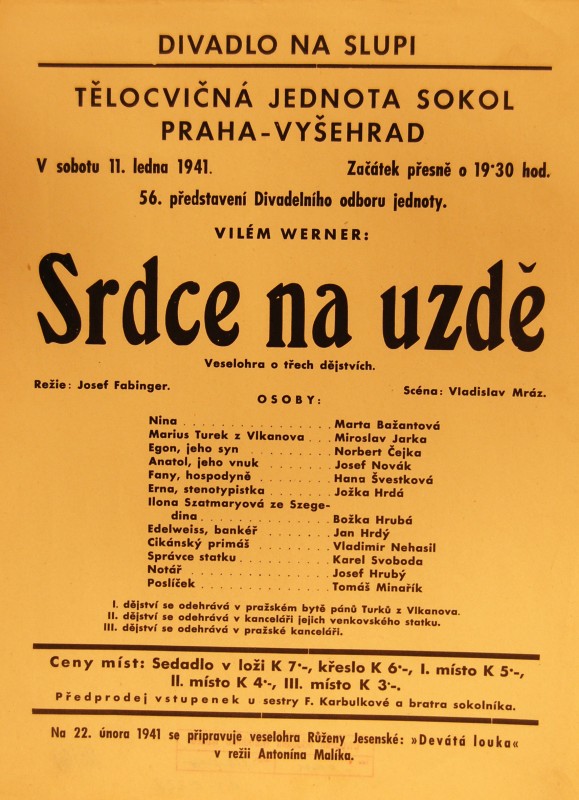 DIVADLO NA SLUPI
TĚLOCVIČNÁ JEDNOTA SOKOL
PRAHA-VYŠEHRAD
V sobotu 11. ledna 1941. Začátek přesně o 19·30 hod.
56. představení Divadelního odboru jednoty.
VILÉM WERNER:
Srdce na uzdě
Veselohra o třech dějstvích.
Režie: Josef Fabinger. Scéna: Vladislav Mráz.
OSOBY:
Nina . . . . . . . . . . . . . . Marta Bažantová
Marius Turek z Vlkanova . . . Miroslav Jarka
Egon, jeho syn . . . . . . . . . Norbert Čejka
Anatol, jeho vnuk . . . . . . . Josef Novák
Fany, hospodyně . . . . . . . . Hana Švestková
Erna, stenotypistka . . . . . . Jožka Hrdá
Ilona Szatmaryová ze Szege-
dina . . . . . . . . . . . . Božka Hrubá
Edelweiss, bankéř . . . . . . . Jan Hrdý
Cikánský primáš . . . . . . . . Vladimir Nehasil
Správce statku . . . . . . . . . Karel Svoboda
Notář . . . . . . . . . . . . . Josef Hrubý
Poslíček . . . . . . . . . . . . Tomáš Minařík
I. dějství se odehrává v pražském bytě pánů Turků z Vlkanova.
II. dějství se odehrává v kanceláři jejich venkovského statku.
III. dějství se odehrává v pražské kanceláři.
Ceny míst: Sedadlo v loži K 7·-, křeslo K 6·-, I. místo K 5·-,
II. místo K 4·-, III. místo K 3·-.
Předprodej vstupenek u sestry F. Karbulkové a bratra sokolníka.
Na 22. února 1941 se připravuje veselohra Růženy Jesenské: »Devátá louka«
v režii Antonína Malíka.